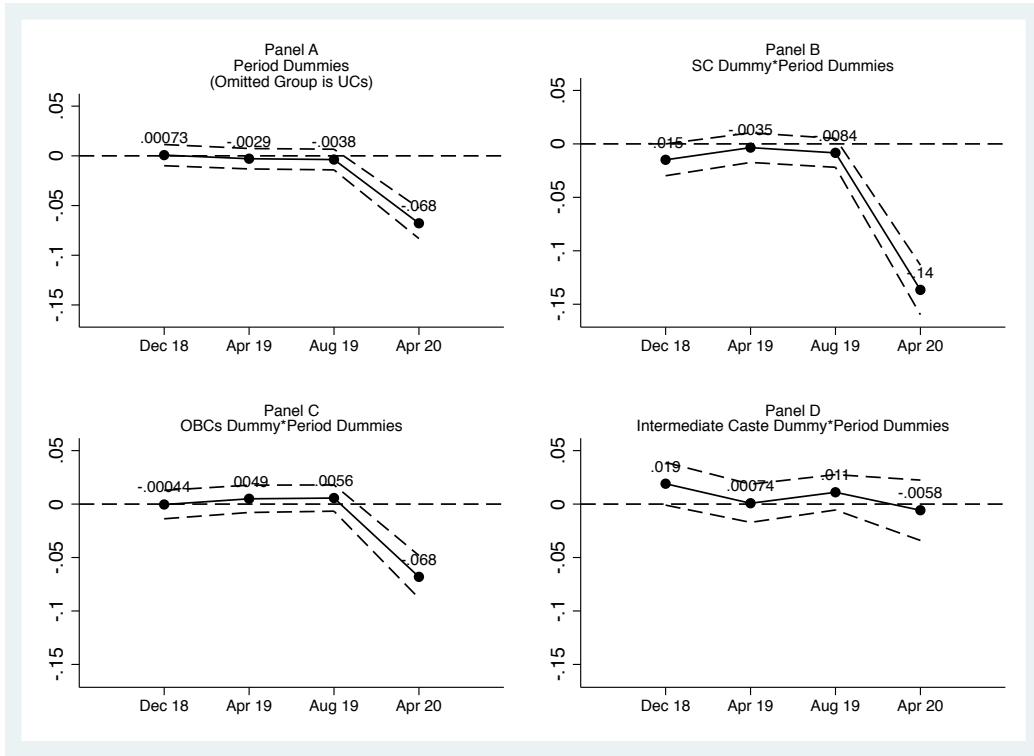 Panel A
Period Dummies
(Omitted Group is UCs)
.05
0
-.05
-.1
-.15
.00073
-.0029
-.0038
-.068
Dec 18 Apr 19 Aug 19 Apr 20
Panel B
SC Dummy*Period Dummies
.05
0
-.05
-.1
-.15
-.015
-.0035
-.0084
-.14
Dec 18 Apr 19 Aug 19 Apr 20
Panel C
OBCs Dummy*Period Dummies
.05
0
-.05
-.1
-.15
-.00044
.0049
.0056
-.068
Dec 18 Apr 19 Aug 19 Apr 20
Panel D
Intermediate Caste Dummy*Period Dummies
.05
0
-.05
-.1
-.15
.019
.00074
.011
-.0058
Dec 18 Apr 19 Aug 19 Apr 20